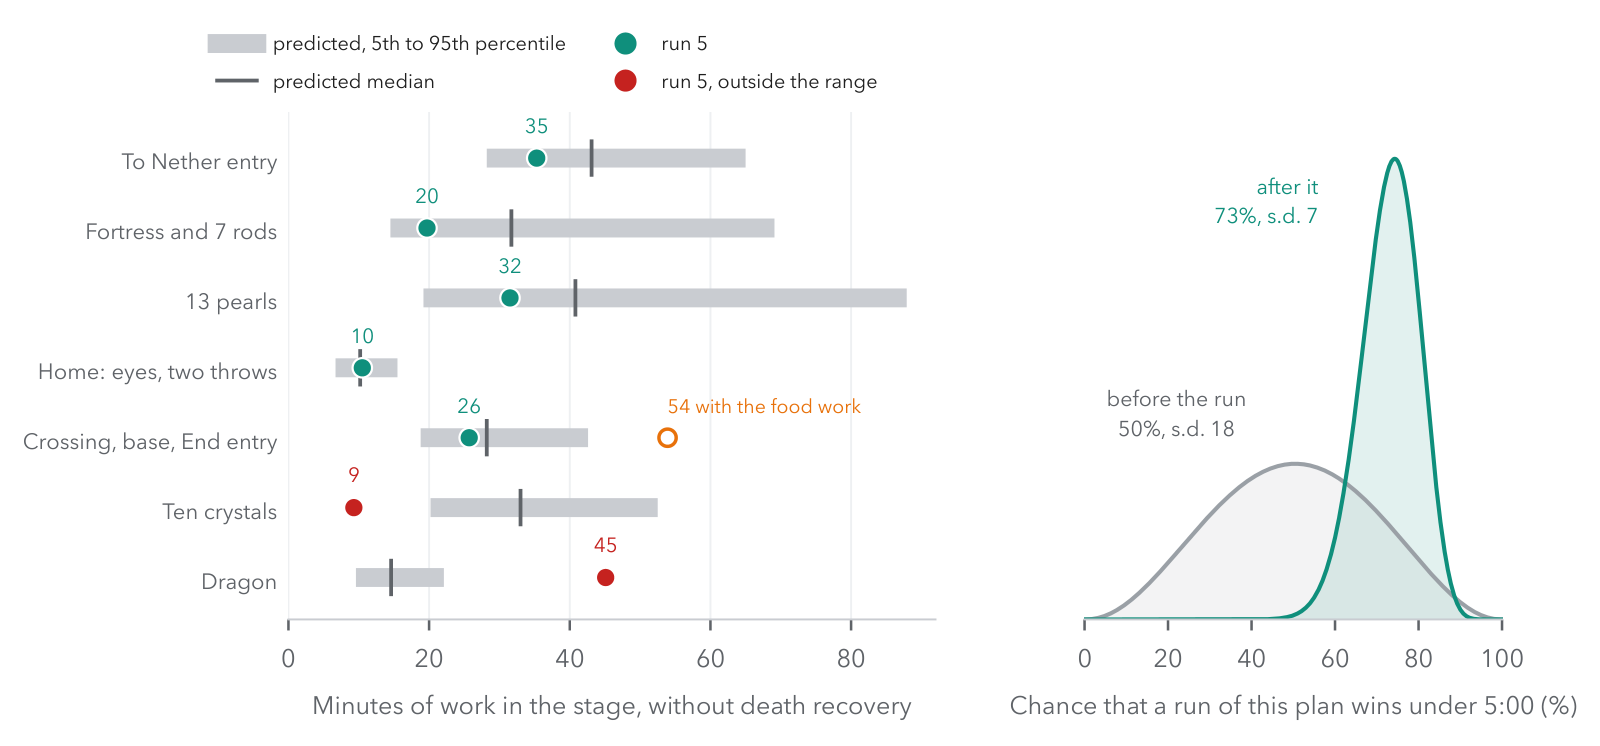 predicted, 5th to 95th percentile
run 5
predicted median
run 5, outside the range
To Nether entry
35
Fortress and 7 rods
20
13 pearls
32
Home: eyes, two throws
10
Crossing, base, End entry
26
54 with the food work
Ten crystals
9
Dragon
45
0 20 40 60 80
Minutes of work in the stage, without death recovery
after it
73%, s.d. 7
before the run
50%, s.d. 18
0 20 40 60 80 100
Chance that a run of this plan wins under 5:00 (%)